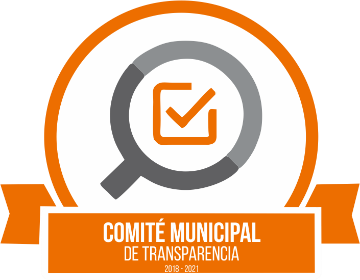 COMITÉ MUNICIPAL
DE TRANSPARENCIA
2018 - 2021